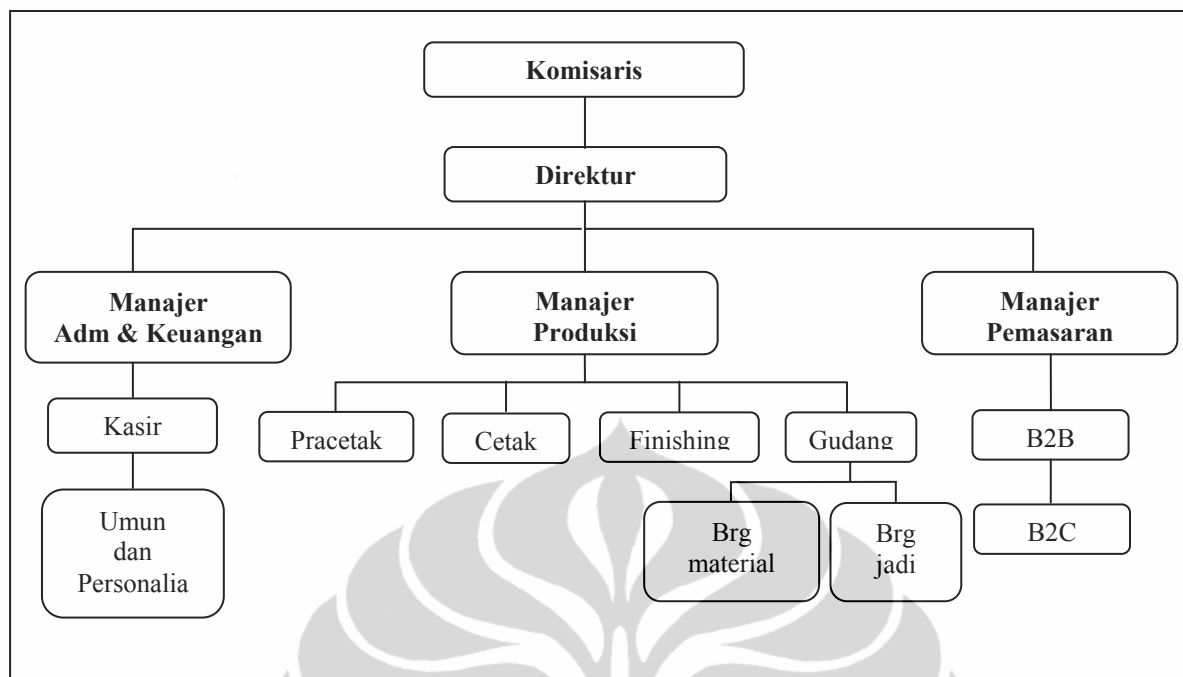 Komisaris
Direktur
Manajer
Adm & Keuangan
Manajer
Produksi
Manajer
Pemasaran
Kasir
Pracetak
Cetak
Finishing
Gudang
B2B
Umun
dan
Personalia
Brg
material
Brg
jadi
B2C